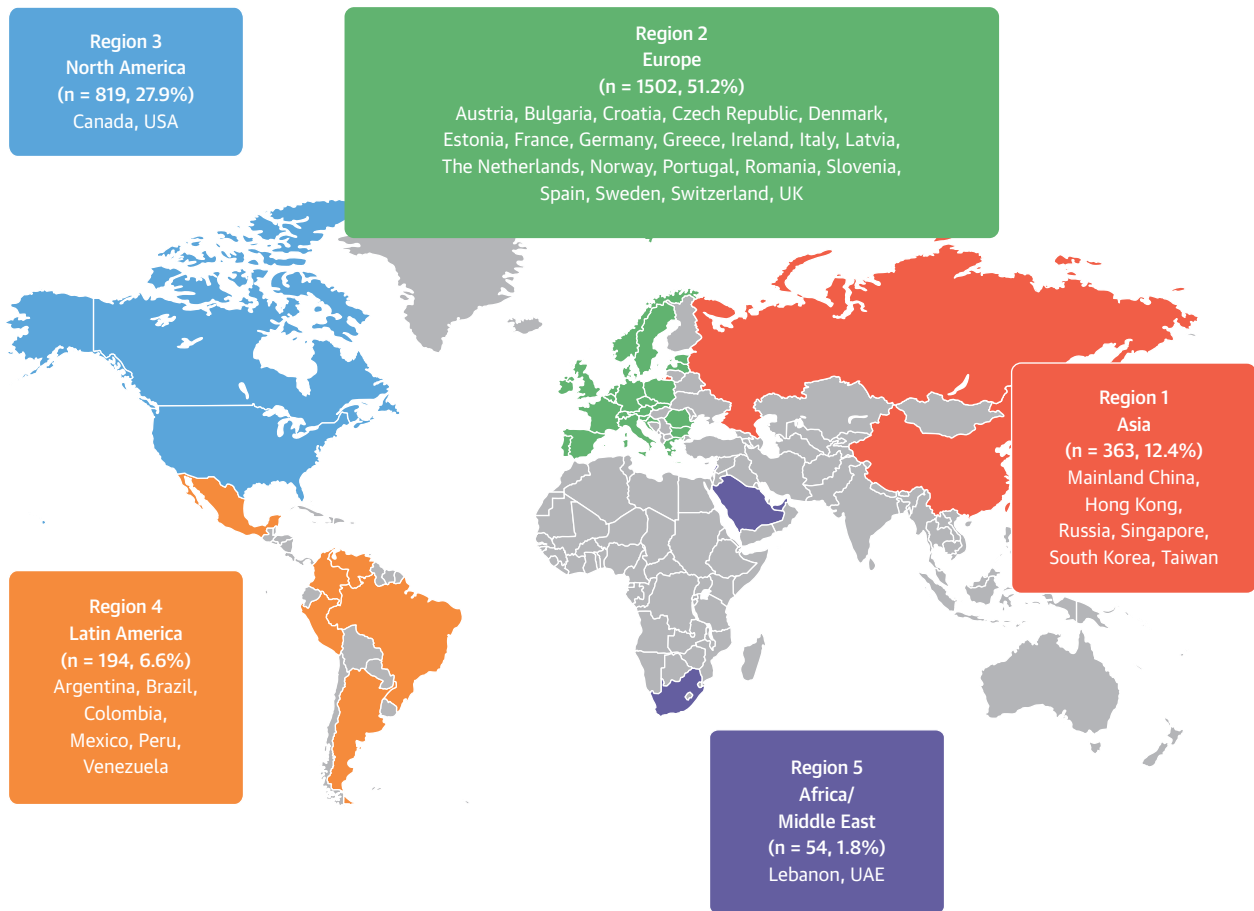 Region 3
North America
(n = 819, 27.9%)
Canada, USA
Region 2
Europe
(n = 1502, 51.2%)
Austria, Bulgaria, Croatia, Czech Republic, Denmark,
Estonia, France, Germany, Greece, Ireland, Italy, Latvia,
The Netherlands, Norway, Portugal, Romania, Slovenia,
Spain, Sweden, Switzerland, UK
Region 1
Asia
(n = 363, 12.4%)
Mainland China,
Hong Kong,
Russia, Singapore,
South Korea, Taiwan
Region 4
Latin America
(n = 194, 6.6%)
Argentina, Brazil,
Colombia,
Mexico, Peru,
Venezuela
Region 5
Africa/
Middle East
(n = 54, 1.8%)
Lebanon, UAE